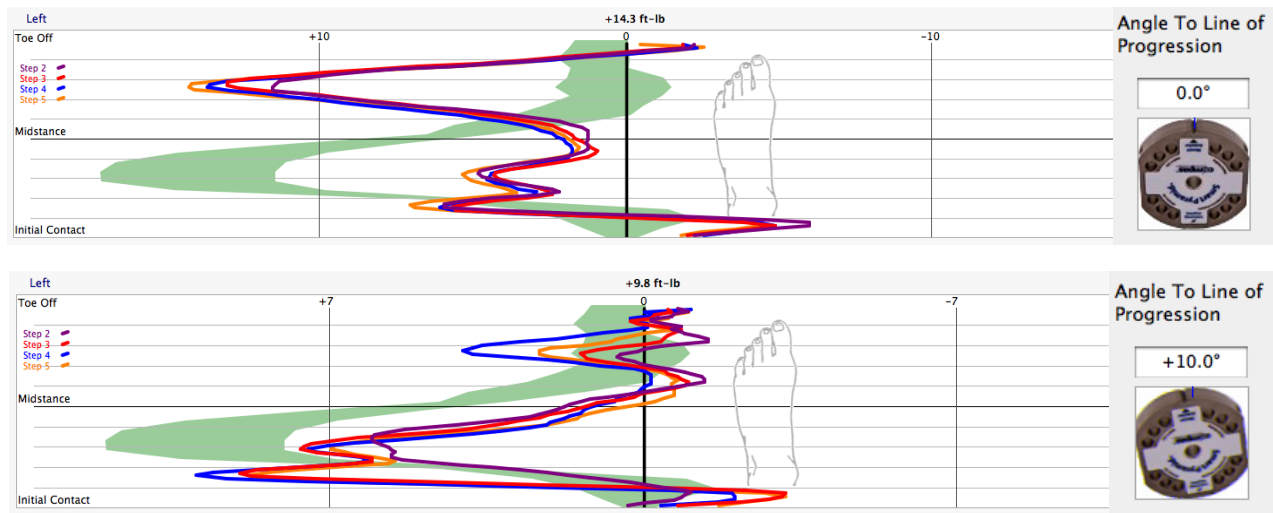 Left
+14.3 ft-lb
Toe Off
+10
0
-10
Step 2
Step 3
Step 4
Step 5
Midstance
Initial Contact
Angle To Line of
Progression
0.0°
Left
+9.8 ft-lb
Toe Off
+7
0
-7
Step 2
Step 3
Step 4
Step 5
Midstance
Initial Contact
Angle To Line of
Progression
+10.0°